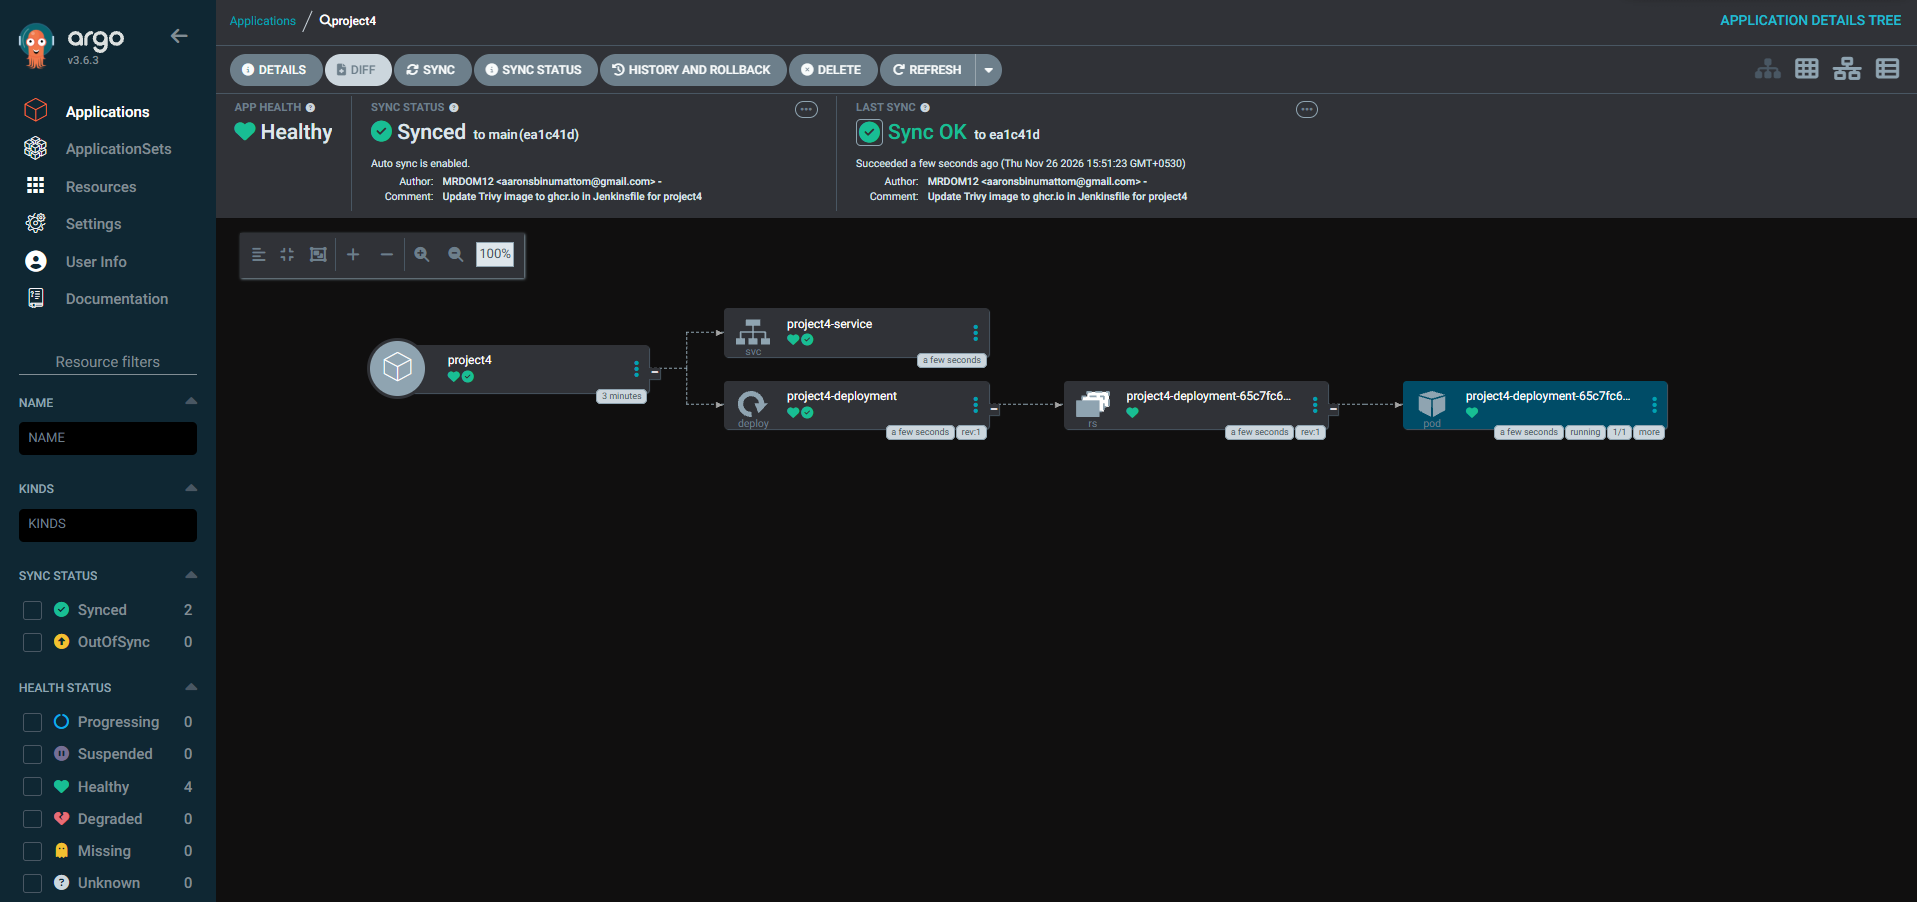 argo
v3.6.3
Applications
ApplicationSets
Resources
Settings
User Info
Documentation
Resource filters
NAME
NAME
KINDS
KINDS
SYNC STATUS
Synced 2
OutOfSync 0
HEALTH STATUS
Progressing 0
Suspended 0
Healthy 4
Degraded 0
Missing 0
Unknown 0
Applications / project4
APPLICATION DETAILS TREE
DETAILS DIFF SYNC SYNC STATUS HISTORY AND ROLLBACK DELETE REFRESH
APP HEALTH
Healthy
SYNC STATUS
Synced to main (ea1c41d)
Auto sync is enabled.
Author: MRDOM12 <aaronsbinumattom@gmail.com> -
Comment: Update Trivy image to ghcr.io in Jenkinsfile for project4
LAST SYNC
Sync OK to ea1c41d
Succeeded a few seconds ago (Thu Nov 26 2026 15:51:23 GMT+0530)
Author: MRDOM12 <aaronsbinumattom@gmail.com> -
Comment: Update Trivy image to ghcr.io in Jenkinsfile for project4
100%
project4
3 minutes
project4-service
svc
a few seconds
project4-deployment
deploy
a few seconds rev:1
project4-deployment-65c7fc6...
rs
a few seconds rev:1
project4-deployment-65c7fc6...
pod
a few seconds running 1/1 more